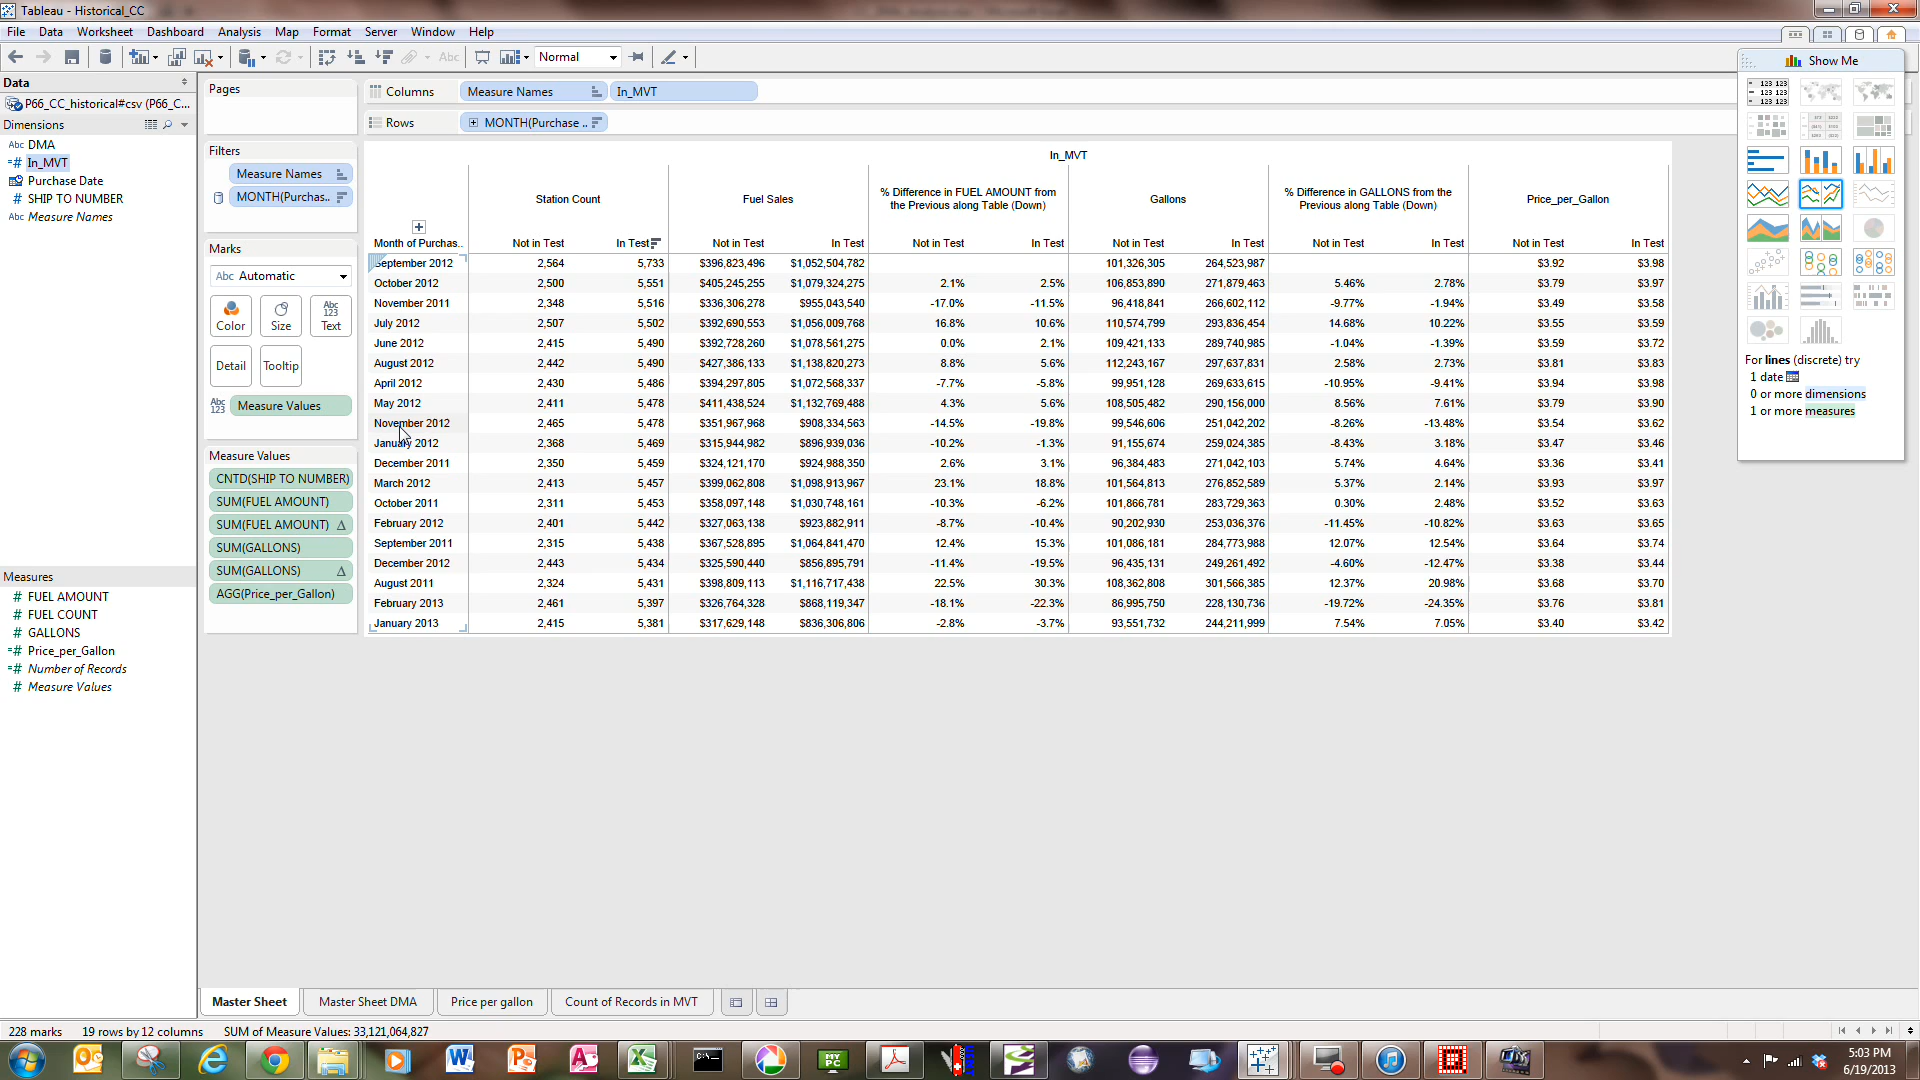 Tableau - Historical_CC
File Data Worksheet Dashboard Analysis Map Format Server Window Help
Abc Normal
Show Me
Data
P66_CC_historical#csv (P66_C...
Dimensions
Abc DMA
=# In_MVT
Purchase Date
# SHIP TO NUMBER
Abc Measure Names
Measures
# FUEL AMOUNT
# FUEL COUNT
# GALLONS
=# Price_per_Gallon
=# Number of Records
# Measure Values
Pages
Filters
Measure Names
MONTH(Purchas..
Marks
Abc Automatic
Color
Size
Abc
123
Text
Detail
Tooltip
Abc
123
Measure Values
Measure Values
CNTD(SHIP TO NUMBER)
SUM(FUEL AMOUNT)
SUM(FUEL AMOUNT) Δ
SUM(GALLONS)
SUM(GALLONS) Δ
AGG(Price_per_Gallon)
Columns Measure Names In_MVT
Rows MONTH(Purchase ..
In_MVT
Station Count Fuel Sales % Difference in FUEL AMOUNT from the Previous along Table (Down) Gallons % Difference in GALLONS from the Previous along Table (Down) Price_per_Gallon
Month of Purchas.. Not in Test In Test Not in Test In Test Not in Test In Test Not in Test In Test Not in Test In Test Not in Test In Test
September 2012 2,564 5,733 $396,823,496 $1,052,504,782 101,326,305 264,523,987 $3.92 $3.98
October 2012 2,500 5,551 $405,245,255 $1,079,324,275 2.1% 2.5% 106,853,890 271,879,463 5.46% 2.78% $3.79 $3.97
November 2011 2,348 5,516 $336,306,278 $955,043,540 -17.0% -11.5% 96,418,841 266,602,112 -9.77% -1.94% $3.49 $3.58
July 2012 2,507 5,502 $392,690,553 $1,056,009,768 16.8% 10.6% 110,574,799 293,836,454 14.68% 10.22% $3.55 $3.59
June 2012 2,415 5,490 $392,728,260 $1,078,561,275 0.0% 2.1% 109,421,133 289,740,985 -1.04% -1.39% $3.59 $3.72
August 2012 2,442 5,490 $427,386,133 $1,138,820,273 8.8% 5.6% 112,243,167 297,637,831 2.58% 2.73% $3.81 $3.83
April 2012 2,430 5,486 $394,297,805 $1,072,568,337 -7.7% -5.8% 99,951,128 269,633,615 -10.95% -9.41% $3.94 $3.98
May 2012 2,411 5,478 $411,438,524 $1,132,769,488 4.3% 5.6% 108,505,482 290,156,000 8.56% 7.61% $3.79 $3.90
November 2012 2,465 5,478 $351,967,968 $908,334,563 -14.5% -19.8% 99,546,606 251,042,202 -8.26% -13.48% $3.54 $3.62
January 2012 2,368 5,469 $315,944,982 $896,939,036 -10.2% -1.3% 91,155,674 259,024,385 -8.43% 3.18% $3.47 $3.46
December 2011 2,350 5,459 $324,121,170 $924,988,350 2.6% 3.1% 96,384,483 271,042,103 5.74% 4.64% $3.36 $3.41
March 2012 2,413 5,457 $399,062,808 $1,098,913,967 23.1% 18.8% 101,564,813 276,852,589 5.37% 2.14% $3.93 $3.97
October 2011 2,311 5,453 $358,097,148 $1,030,748,161 -10.3% -6.2% 101,866,781 283,729,363 0.30% 2.48% $3.52 $3.63
February 2012 2,401 5,442 $327,063,138 $923,882,911 -8.7% -10.4% 90,202,930 253,036,376 -11.45% -10.82% $3.63 $3.65
September 2011 2,315 5,438 $367,528,895 $1,064,841,470 12.4% 15.3% 101,086,181 284,773,988 12.07% 12.54% $3.64 $3.74
December 2012 2,443 5,434 $325,590,440 $856,895,791 -11.4% -19.5% 96,435,131 249,261,492 -4.60% -12.47% $3.38 $3.44
August 2011 2,324 5,431 $398,809,113 $1,116,717,438 22.5% 30.3% 108,362,808 301,566,385 12.37% 20.98% $3.68 $3.70
February 2013 2,461 5,397 $326,764,328 $868,119,347 -18.1% -22.3% 86,995,750 228,130,736 -19.72% -24.35% $3.76 $3.81
January 2013 2,415 5,381 $317,629,148 $836,306,806 -2.8% -3.7% 93,551,732 244,211,999 7.54% 7.05% $3.40 $3.42
For lines (discrete) try
1 date
0 or more dimensions
1 or more measures
Master Sheet Master Sheet DMA Price per gallon Count of Records in MVT
228 marks 19 rows by 12 columns SUM of Measure Values: 33,121,064,827
MY PC
5:03 PM
6/19/2013